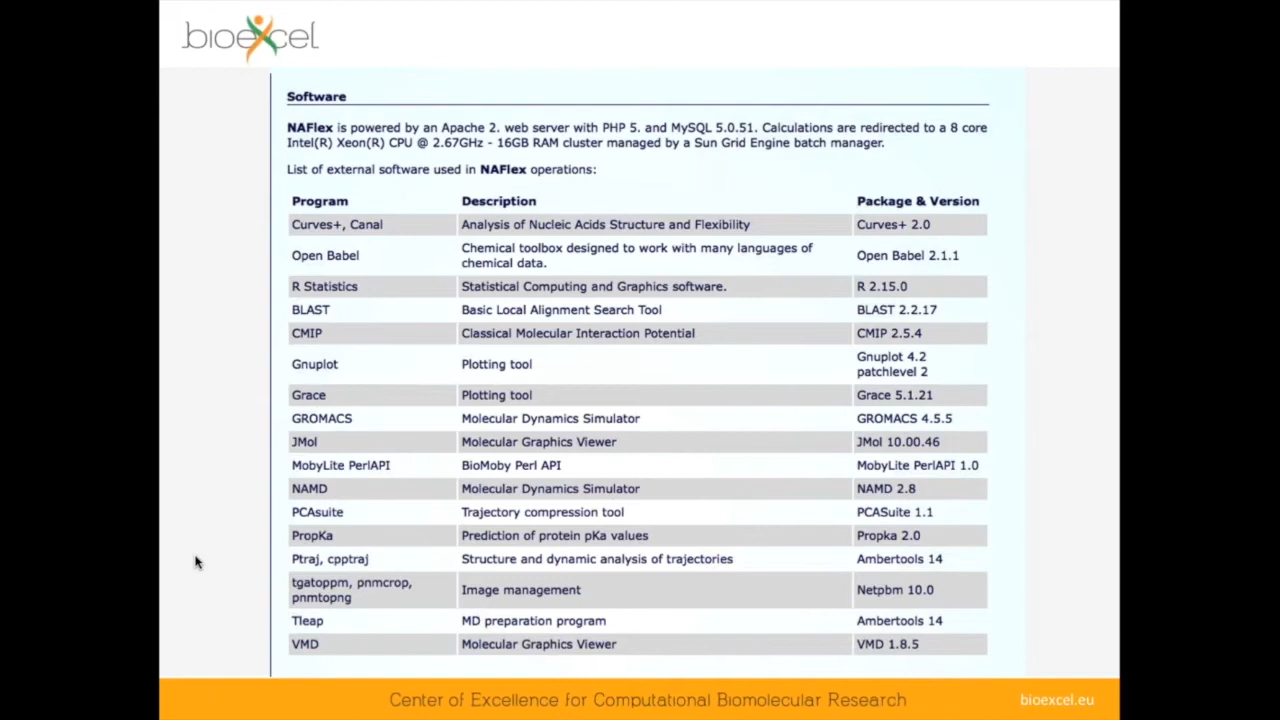 bioexcel
Software
NAFlex is powered by an Apache 2. web server with PHP 5. and MySQL 5.0.51. Calculations are redirected to a 8 core
Intel(R) Xeon(R) CPU @ 2.67GHz - 16GB RAM cluster managed by a Sun Grid Engine batch manager.
List of external software used in NAFlex operations:
Program Description Package & Version
Curves+, Canal Analysis of Nucleic Acids Structure and Flexibility Curves+ 2.0
Open Babel Chemical toolbox designed to work with many languages of
chemical data. Open Babel 2.1.1
R Statistics Statistical Computing and Graphics software. R 2.15.0
BLAST Basic Local Alignment Search Tool BLAST 2.2.17
CMIP Classical Molecular Interaction Potential CMIP 2.5.4
Gnuplot Plotting tool Gnuplot 4.2
patchlevel 2
Grace Plotting tool Grace 5.1.21
GROMACS Molecular Dynamics Simulator GROMACS 4.5.5
JMol Molecular Graphics Viewer JMol 10.00.46
MobyLite PerlAPI BioMoby Perl API MobyLite PerlAPI 1.0
NAMD Molecular Dynamics Simulator NAMD 2.8
PCAsuite Trajectory compression tool PCASuite 1.1
PropKa Prediction of protein pKa values Propka 2.0
Ptraj, cpptraj Structure and dynamic analysis of trajectories Ambertools 14
tgatoppm, pnmcrop,
pnmtopng Image management Netpbm 10.0
Tleap MD preparation program Ambertools 14
VMD Molecular Graphics Viewer VMD 1.8.5
Center of Excellence for Computational Biomolecular Research
bioexcel.eu